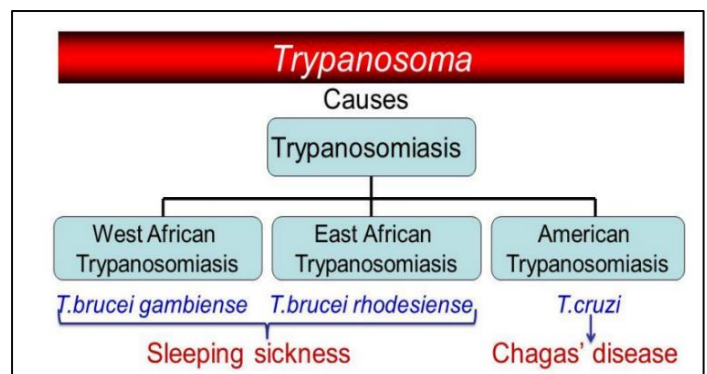 Trypanosoma
Causes
Trypanosomiasis
West African
Trypanosomiasis
East African
Trypanosomiasis
American
Trypanosomiasis
T.brucei gambiense
T.brucei rhodesiense
T.cruzi
Sleeping sickness
Chagas' disease